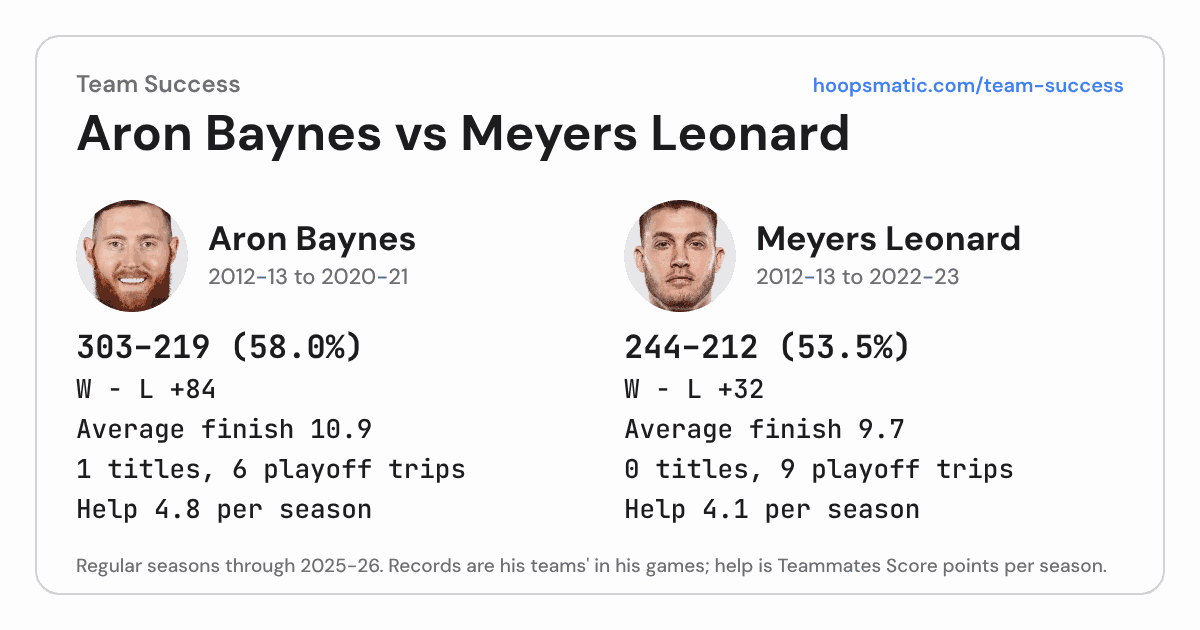 Team Success
hoopsmatic.com/team-success
Aron Baynes vs Meyers Leonard
Aron Baynes
2012-13 to 2020-21
303-219 (58.0%)
W - L +84
Average finish 10.9
1 titles, 6 playoff trips
Help 4.8 per season
Meyers Leonard
2012-13 to 2022-23
244-212 (53.5%)
W - L +32
Average finish 9.7
0 titles, 9 playoff trips
Help 4.1 per season
Regular seasons through 2025-26. Records are his teams' in his games; help is Teammates Score points per season.